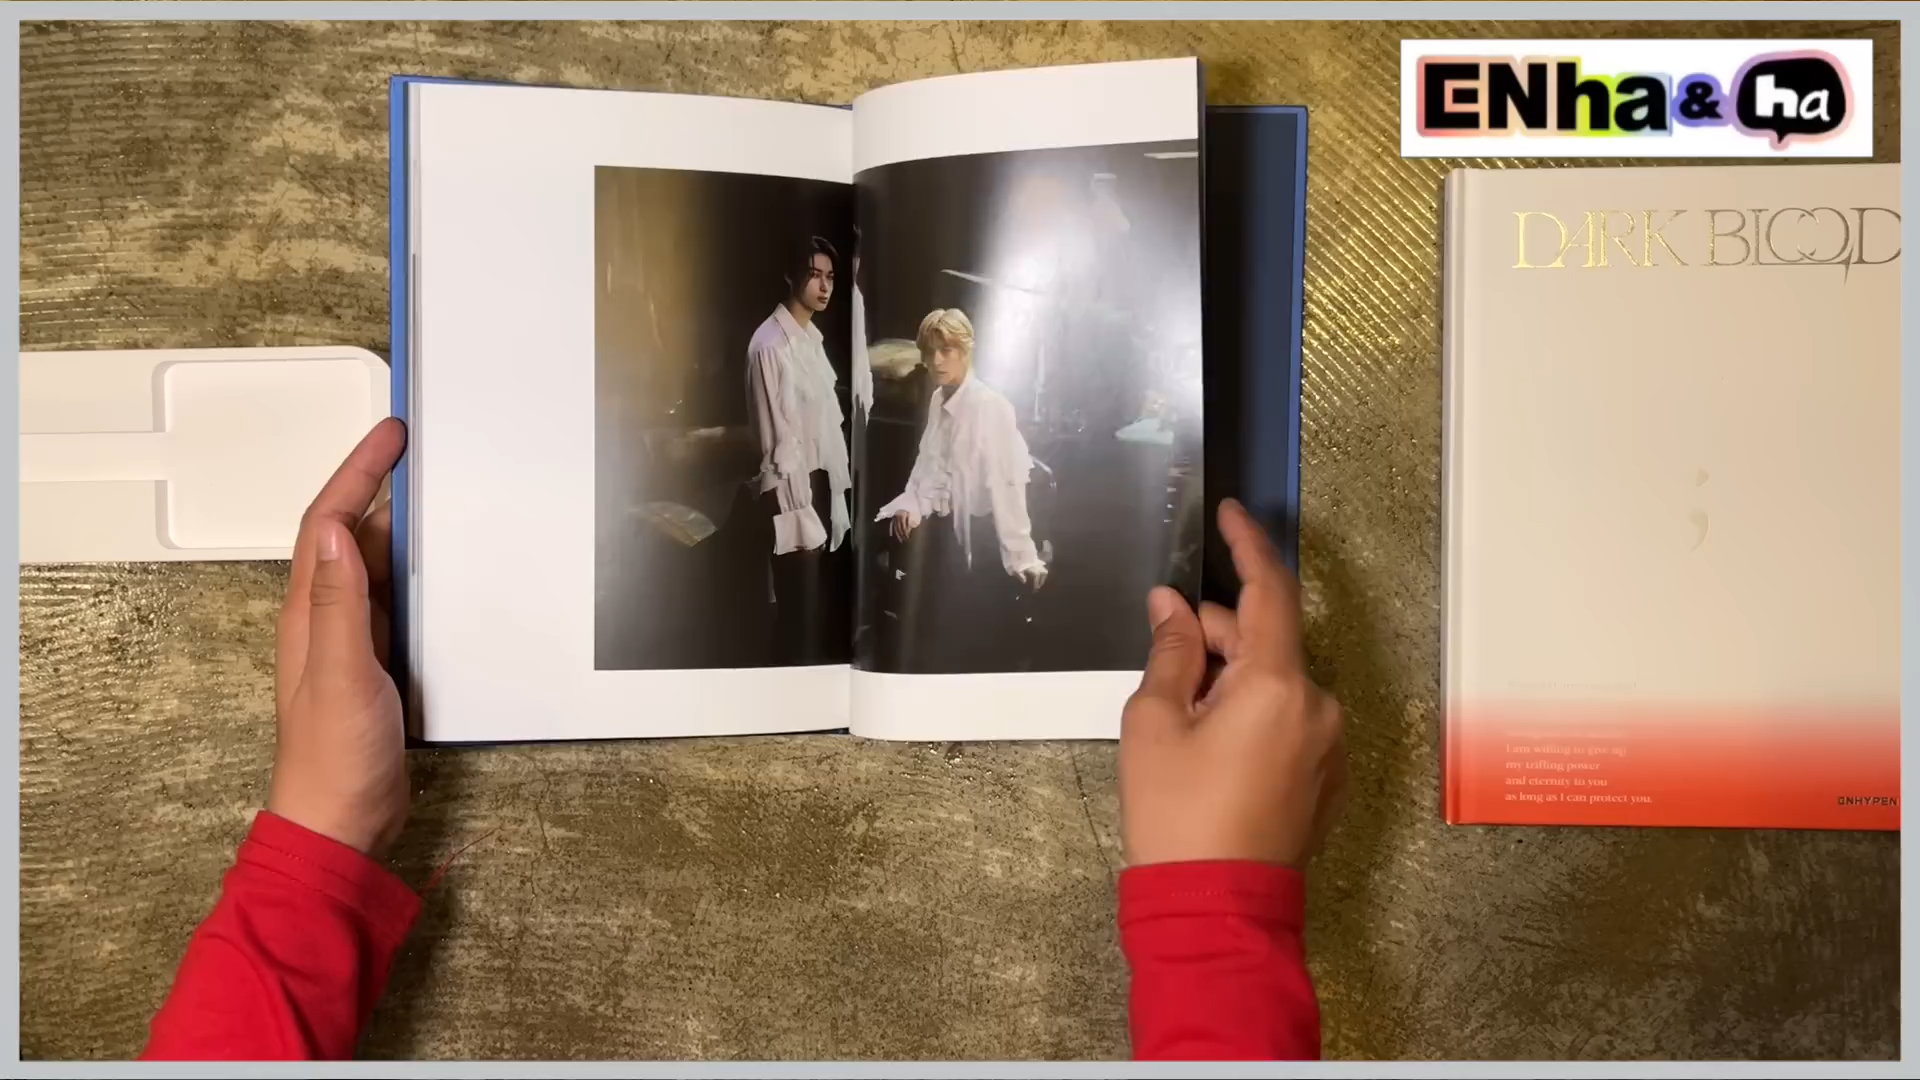 ENha&ha
DARK BLOOD
I am willing to give up
my trifling power
and eternity to you
as long as I can protect you.
ENHYPEN